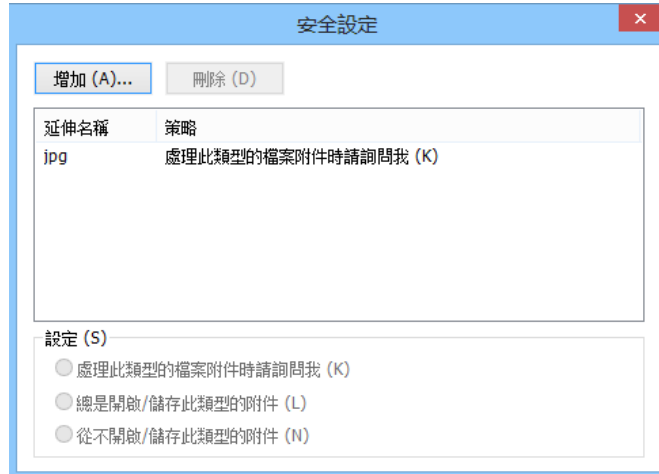 安全設定
增加 (A)...
刪除 (D)
延伸名稱 策略
jpg 處理此類型的檔案附件時請詢問我 (K)
設定 (S)
處理此類型的檔案附件時請詢問我 (K)
總是開啟/儲存此類型的附件 (L)
從不開啟/儲存此類型的附件 (N)